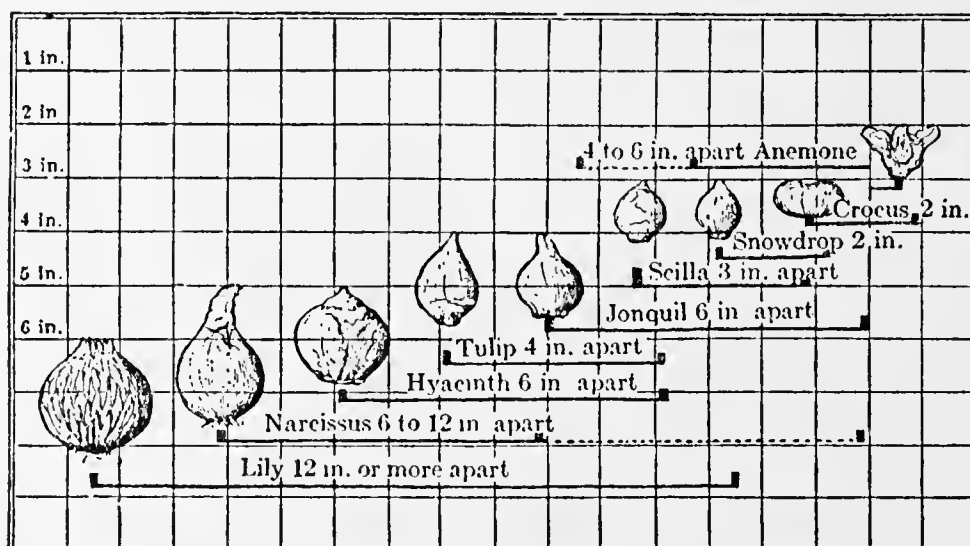 1 in.
2 in.
3 in.
4 to 6 in. apart Anemone
4 in.
Crocus 2 in.
Snowdrop 2 in.
5 in.
Scilla 3 in. apart
Jonquil 6 in apart
6 in.
Tulip 4 in. apart
Hyacinth 6 in apart
Narcissus 6 to 12 in apart
Lily 12 in. or more apart